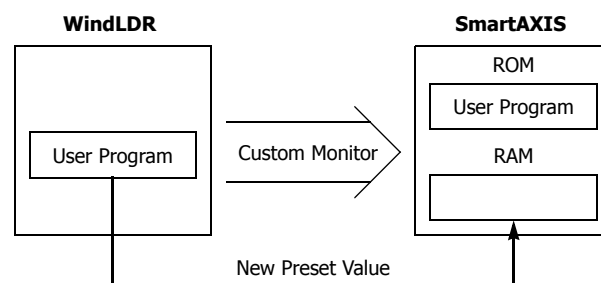 WindLDR
SmartAXIS
ROM
User Program
User Program
Custom Monitor
RAM
New Preset Value